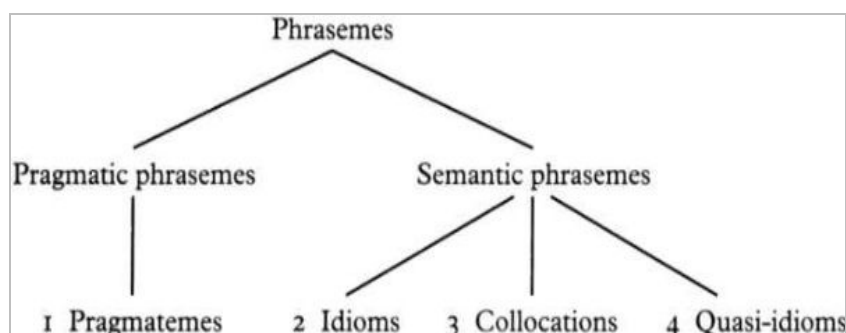 Phrasemes
Pragmatic phrasemes Semantic phrasemes
1 Pragmatemes 2 Idioms 3 Collocations 4 Quasi-idioms